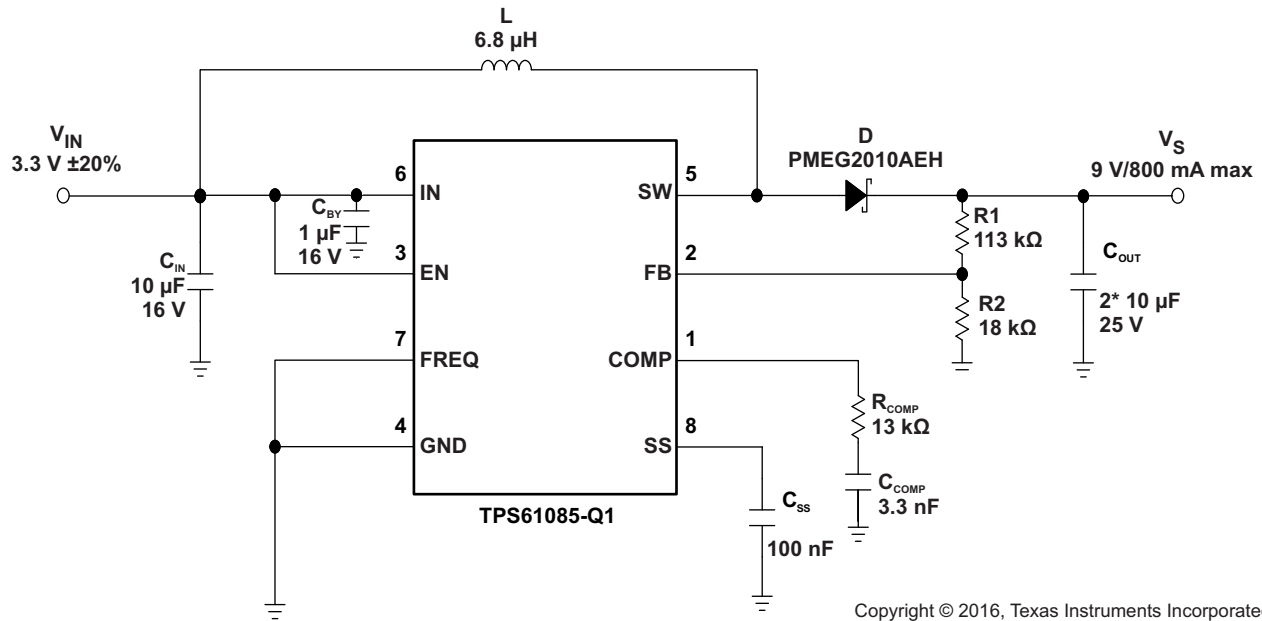 L
6.8 µH
VIN
3.3 V ±20%
D
PMEG2010AEH
VS
9 V/800 mA max
6
IN
SW
5
CBY
1 µF
16 V
R1
113 kΩ
3
EN
FB
2
CIN
10 µF
16 V
COUT
2* 10 µF
25 V
R2
18 kΩ
7
FREQ
COMP
1
RCOMP
13 kΩ
4
GND
SS
8
CCOMP
3.3 nF
CSS
100 nF
TPS61085-Q1
Copyright © 2016, Texas Instruments Incorporate